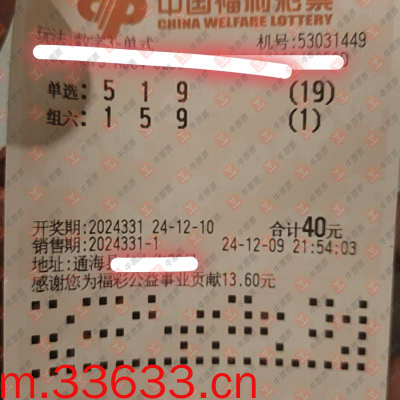 中国福利彩票
CHINA WELFARE LOTTERY
机号:53031449
单选: 5 1 9 (19)
组六: 1 5 9 (1)
开奖期:2024331 24-12-10 合计40元
销售期:2024331-1 24-12-09 21:54:03
地址:通海
感谢您为福彩公益事业贡献13.60元
m.33633.cn